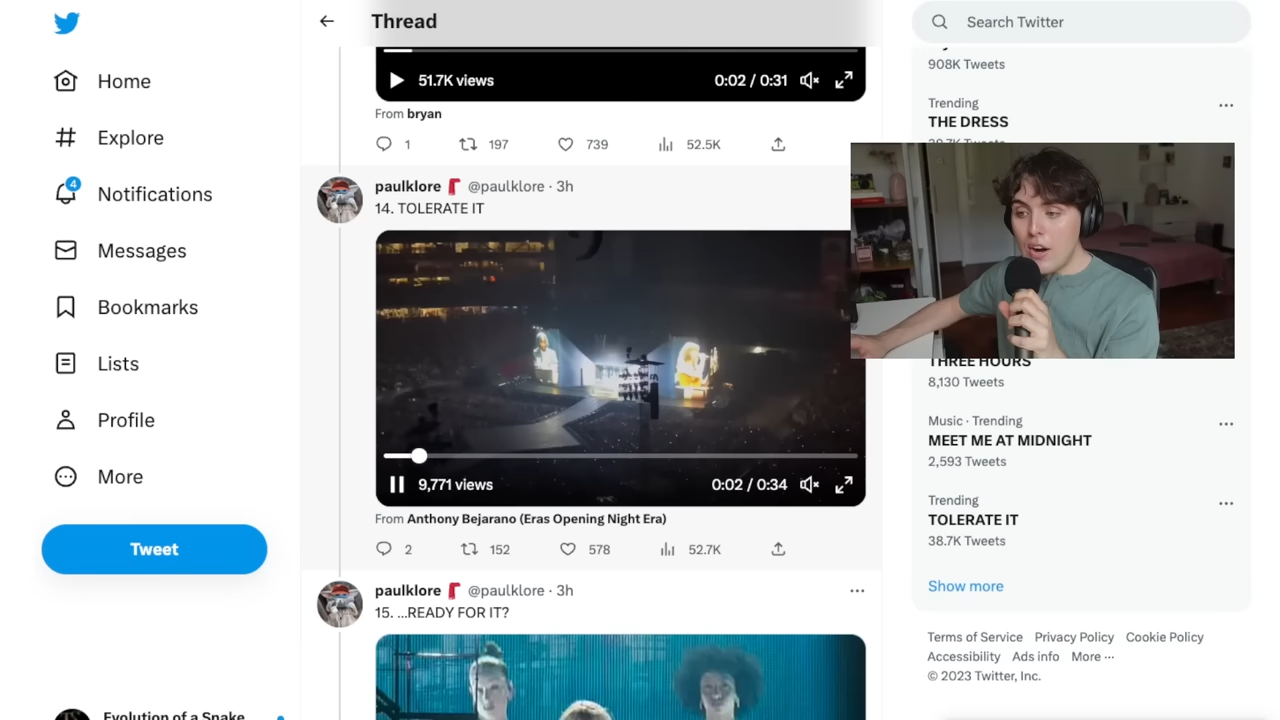 Home
Explore
4
Notifications
Messages
Bookmarks
Lists
Profile
More
Tweet
Evolution of a Snake
Thread
51.7K views
0:02 / 0:31
From bryan
1
197
739
52.5K
paulklore @paulklore · 3h
14. TOLERATE IT
9,771 views
0:02 / 0:34
From Anthony Bejarano (Eras Opening Night Era)
2
152
578
52.7K
paulklore @paulklore · 3h
15. ...READY FOR IT?
Search Twitter
908K Tweets
Trending
THE DRESS
THREE HOURS
8,130 Tweets
Music · Trending
MEET ME AT MIDNIGHT
2,593 Tweets
Trending
TOLERATE IT
38.7K Tweets
Show more
Terms of Service Privacy Policy Cookie Policy
Accessibility Ads info More ···
© 2023 Twitter, Inc.